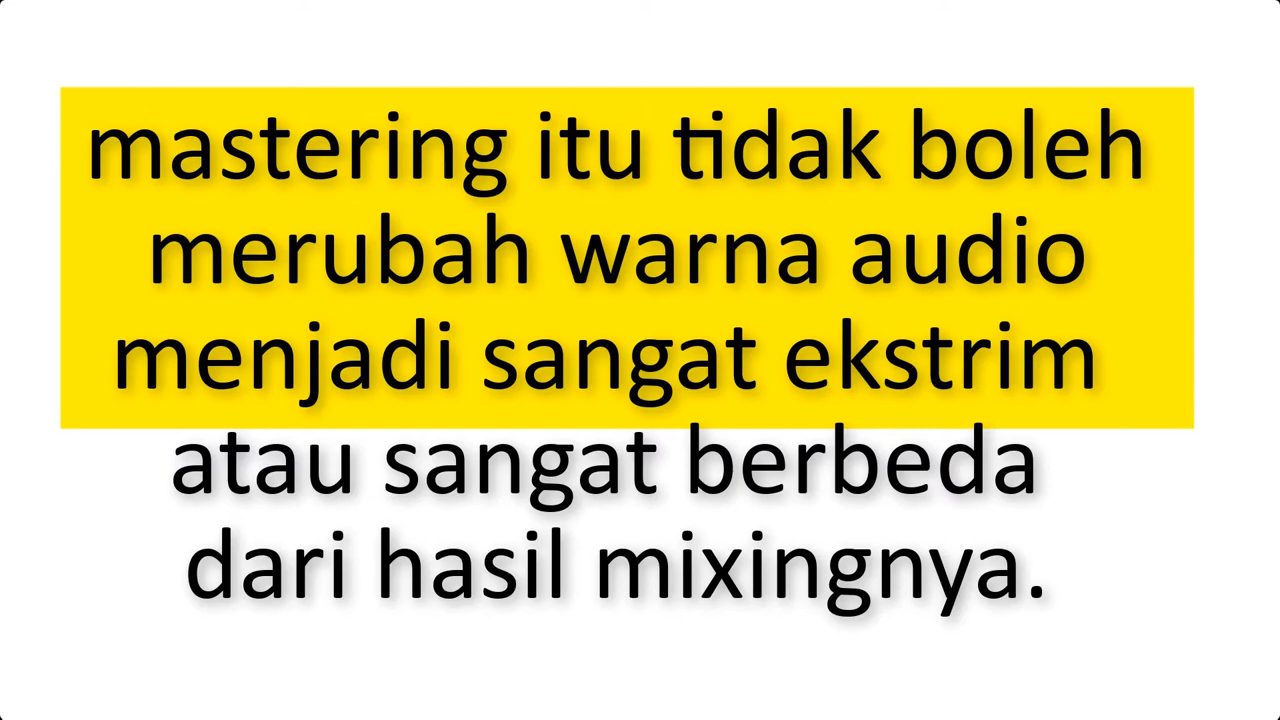 mastering itu tidak boleh
merubah warna audio
menjadi sangat ekstrim
atau sangat berbeda
dari hasil mixingnya.